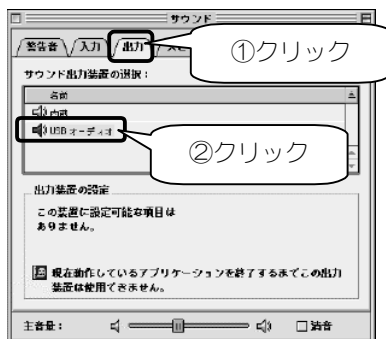 サウンド
警告音 入力 出力
①クリック
サウンド出力装置の選択：
名前
内蔵
USB オーディオ
②クリック
出力装置の設定
この装置に設定可能な項目は
ありません。
現在動作しているアプリケーションを終了するまでこの出力
装置は使用できません。
主音量： 消音